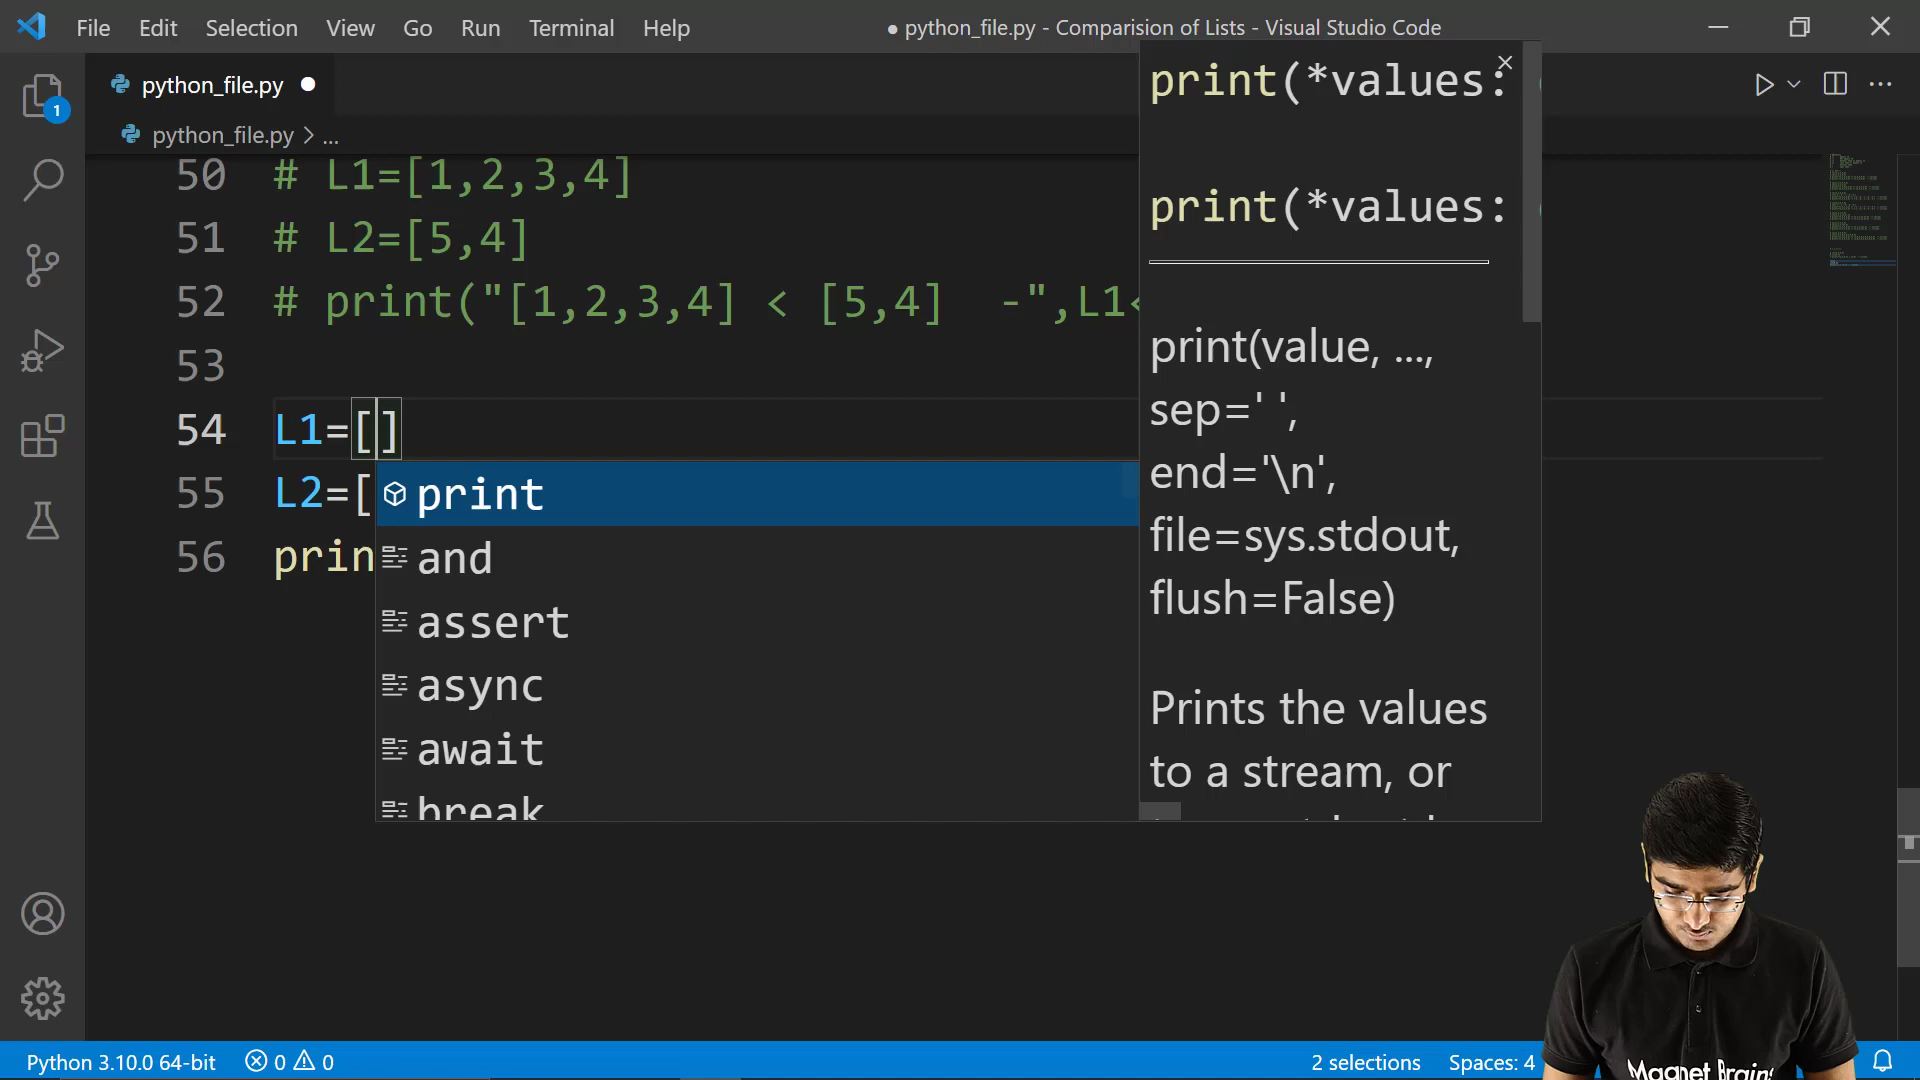 File Edit Selection View Go Run Terminal Help
● python_file.py - Comparision of Lists - Visual Studio Code
python_file.py ●
python_file.py > ...
1
50 # L1=[1,2,3,4]
51 # L2=[5,4]
52 # print("[1,2,3,4] < [5,4]  -",L1<
53
54 L1=[]
55 L2=[
56 prin
print
and
assert
async
await
break
print(*values:
print(*values:
print(value, ...,
sep=' ',
end='\n',
file=sys.stdout,
flush=False)
Prints the values
to a stream, or
Magnet Brains
Python 3.10.0 64-bit 0 0 2 selections Spaces: 4